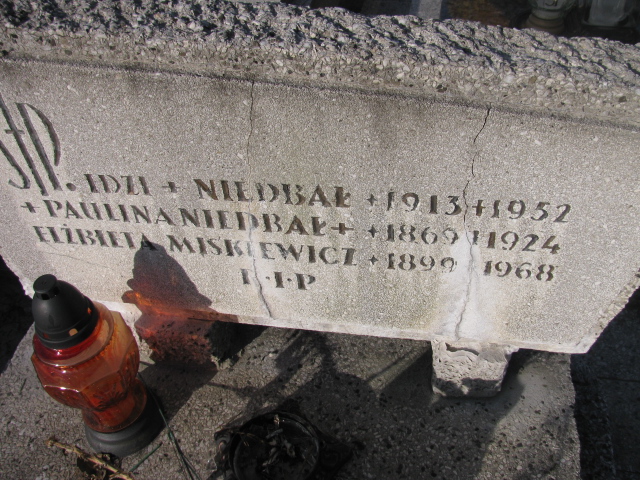 ŚP. IDZI + NIEDBAŁ + 1913 + 1952
+ PAULINA NIEDBAŁ + + 1869 + 1924
ELŻBIETA MISKIEWICZ + 1899 1968
R·I·P